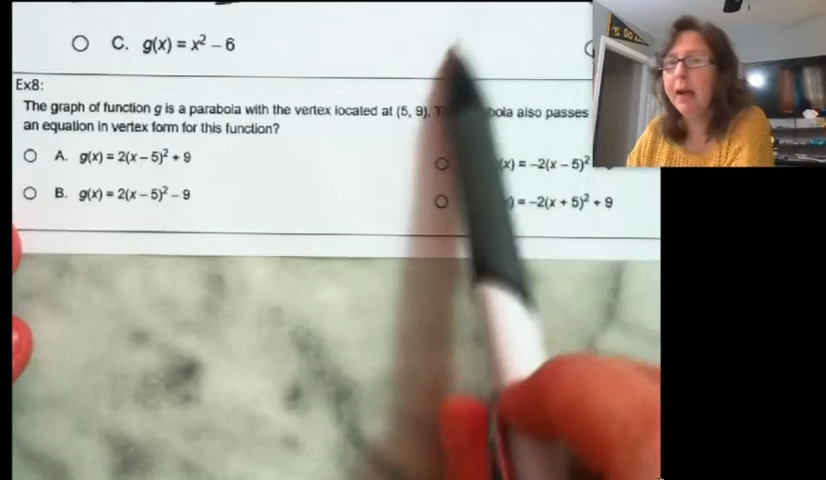 C. g(x) = x² – 6
GO
Ex8:
The graph of function g is a parabola with the vertex located at (5, 9). bola also passes
an equation in vertex form for this function?
A. g(x) = 2(x – 5)² + 9
(x) = –2(x – 5)²
B. g(x) = 2(x – 5)² – 9
) = –2(x + 5)² + 9